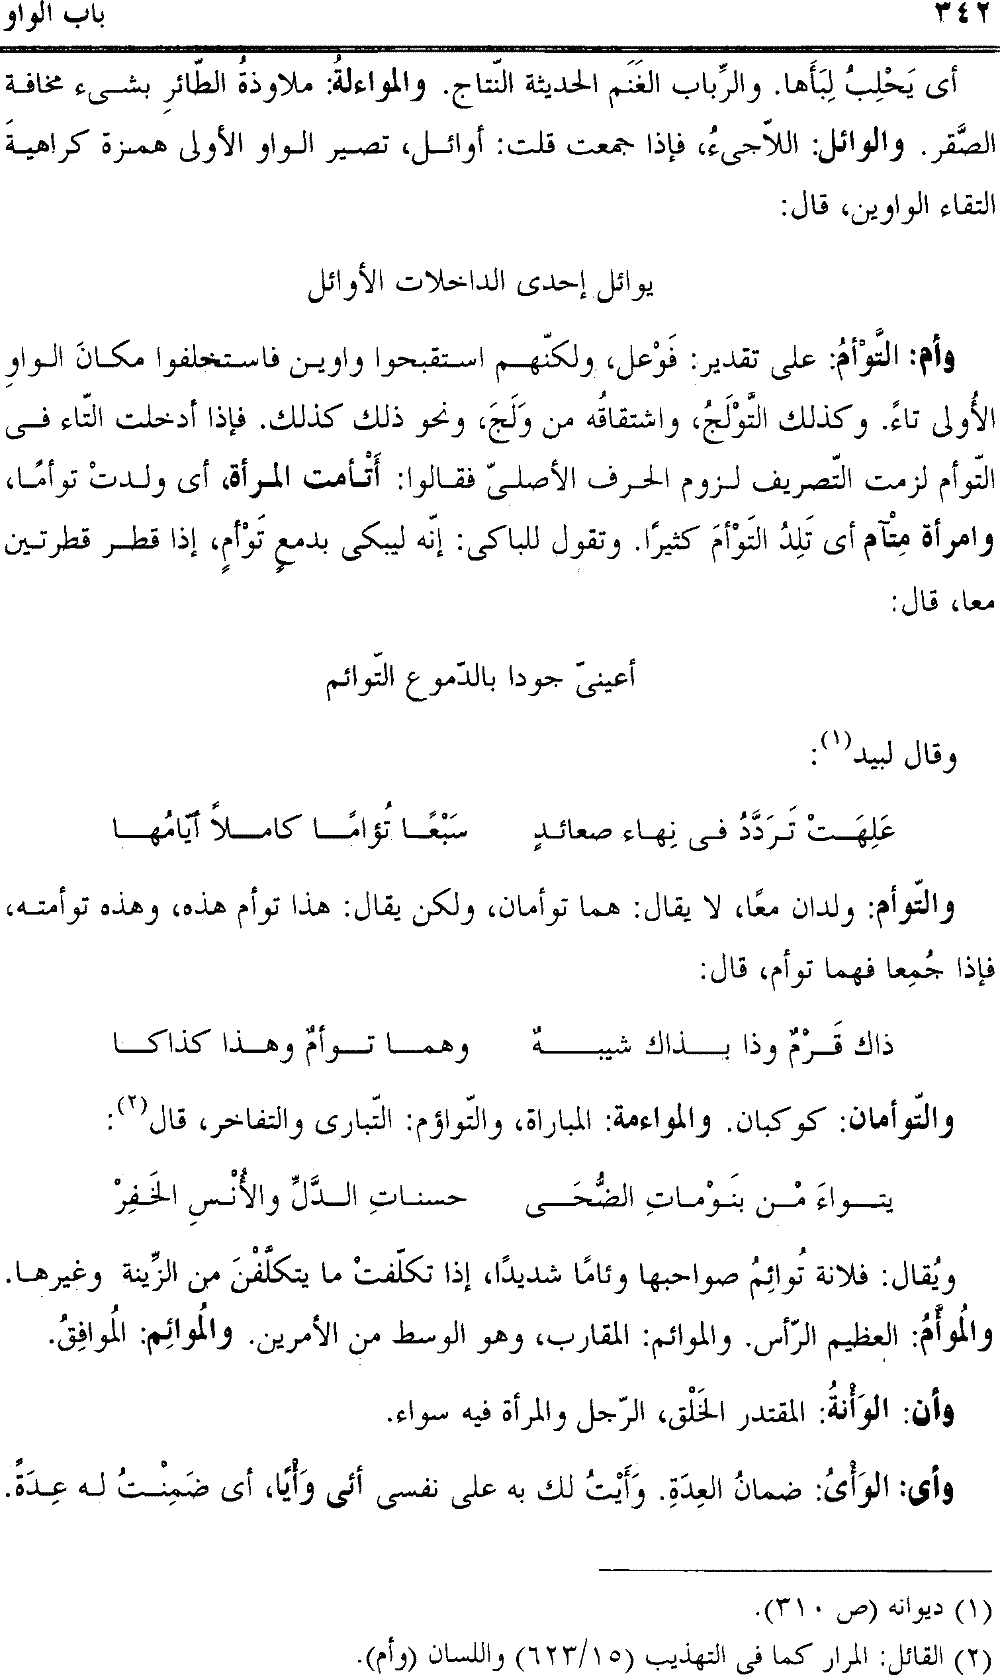 ٣٤٢ باب الواو
أى يَحْلِبُ لِبَأَها. والرِّباب الغَنَم الحديثة النّتاج. والمواءلةُ: ملاوذةُ الطّائرِ بشىء مخافة
الصَّقر. والوائل: اللاّجىءُ، فإذا جمعت قلت: أوائل، تصير الواو الأولى همزة كراهيةَ
التقاء الواوين، قال:
يوائل إحدى الداخلات الأوائل
وأم: التَّوْأمُ: على تقدير: فَوْعل، ولكنّهم استقبحوا واوين فاستخلفوا مكانَ الواوِ
الأُولى تاءً. وكذلك التَّوْلَجُ، واشتقاقُه من وَلَجَ، ونحو ذلك كذلك. فإذا أدخلت التّاء فى
التّوأم لزمت التّصريف لزوم الحرف الأصلىّ فقالوا: أَتْأمت المرأة، أى ولدتْ توأمًا،
وامرأة مِتْآم أى تَلِدُ التَوْأمَ كثيرًا. وتقول للباكى: إنّه ليبكى بدمعٍ تَوْأمٍ، إذا قطر قطرتين
معا، قال:
أعينىّ جودا بالدّموع التّوائم
وقال لبيد(١):
عَلِهَتْ تَرَدَّدُ فى نِهاء صعائدٍ سَبْعًا تُؤامًا كاملاً أيّامُها
والتّوأم: ولدان معًا، لا يقال: هما توأمان، ولكن يقال: هذا توأم هذه، وهذه توأمته،
فإذا جُمِعا فهما توأم، قال:
ذاك قَرْمٌ وذا بذاك شيبهٌ وهما توأمٌ وهذا كذاكا
والتّوأمان: كوكبان. والمواءمة: المباراة، والتّواؤم: التّبارى والتفاخر، قال(٢):
يتواءَ مْن بنَوْماتِ الضُّحَى حسناتِ الدَّلِّ والأُنْسِ الخَفِرْ
ويُقال: فلانة تُوائِمُ صواحبها وئامًا شديدًا، إذا تكلّفتْ ما يتكلَّفْنَ من الزِّينة وغيرها.
والمُوأَّمُ: العظيم الرّأس. والموائم: المقارب، وهو الوسط من الأمرين. والمُوائِم: المُوافِقُ.
وأن: الوَأْنةُ: المقتدر الخَلْق، الرّجل والمرأة فيه سواء.
وأى: الوَأْىُ: ضمانُ العِدَةِ. وَأَيْتُ لك به على نفسى أئى وَأْيًا، أى ضَمِنْتُ له عِدَةً.
(١) ديوانه (ص ٣١٠).
(٢) القائل: المرار كما فى التهذيب (٦٢٣/١٥) واللسان (وأم).